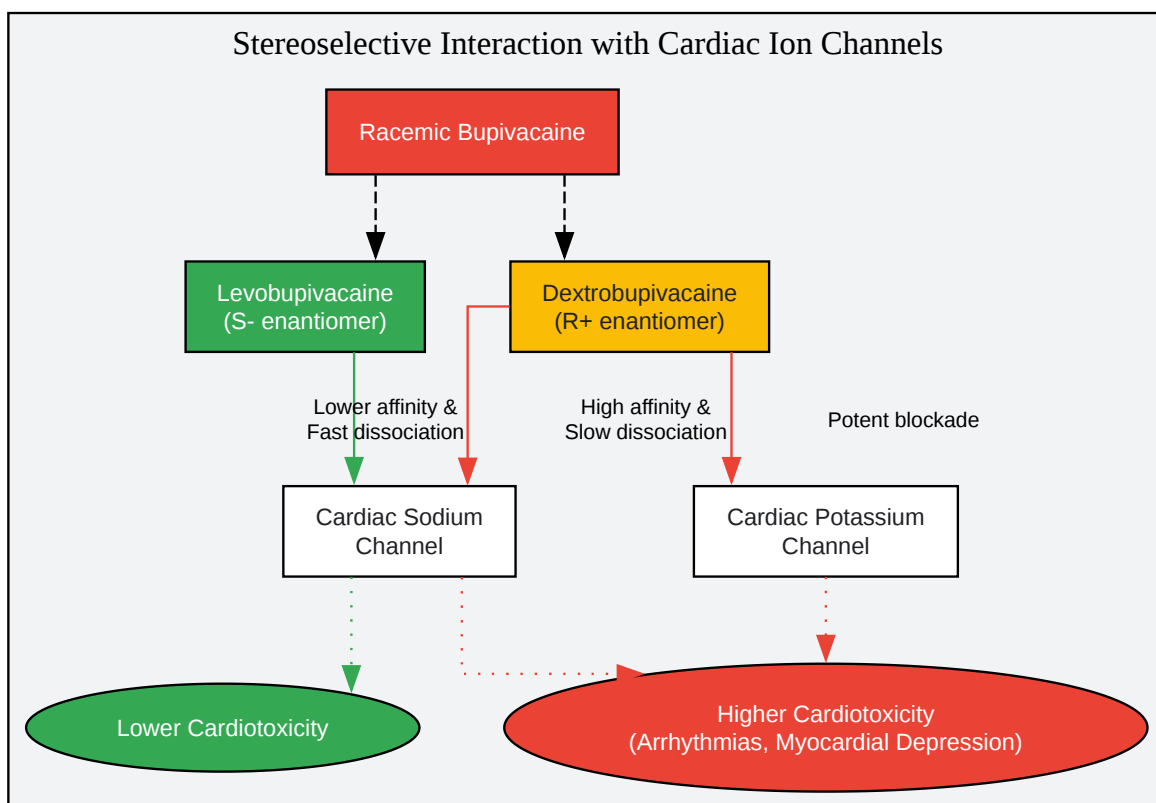 Stereoselective Interaction with Cardiac Ion Channels
Racemic Bupivacaine
Levobupivacaine
(S- enantiomer)
Dextrobupivacaine
(R+ enantiomer)
Lower affinity &
Fast dissociation
High affinity &
Slow dissociation
Potent blockade
Cardiac Sodium
Channel
Cardiac Potassium
Channel
Lower Cardiotoxicity
Higher Cardiotoxicity
(Arrhythmias, Myocardial Depression)